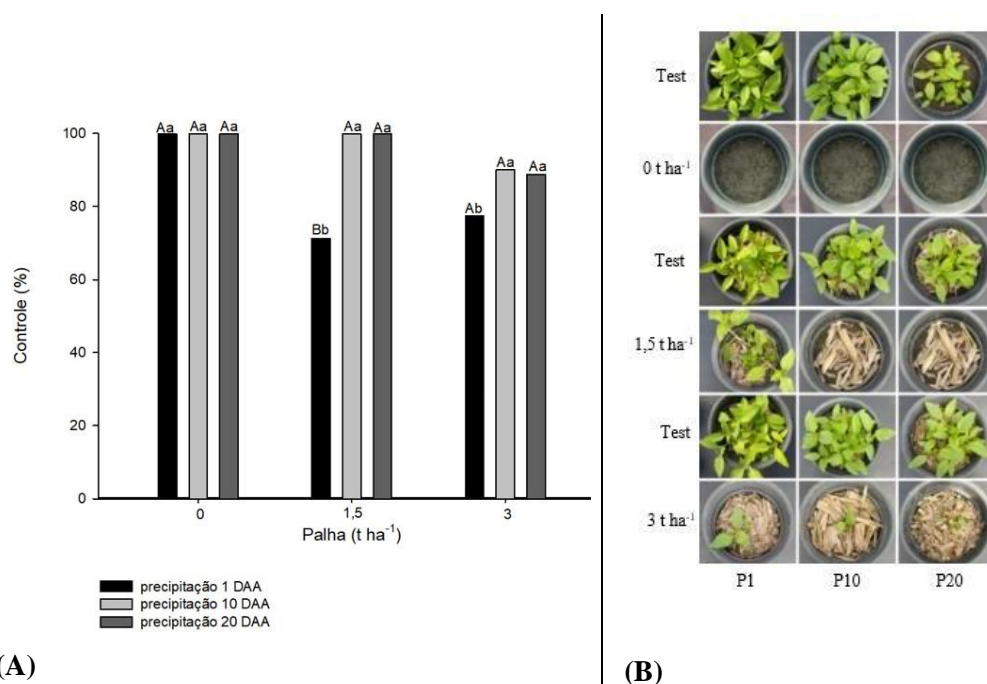 100
80
60
40
20
0
Controle (%)
Aa Aa Aa
Bb Aa Aa
Ab Aa Aa
0 1,5 3
Palha (t ha⁻¹)
precipitação 1 DAA
precipitação 10 DAA
precipitação 20 DAA
(A)
Test
0 t ha⁻¹
Test
1,5 t ha⁻¹
Test
3 t ha⁻¹
P1 P10 P20
(B)